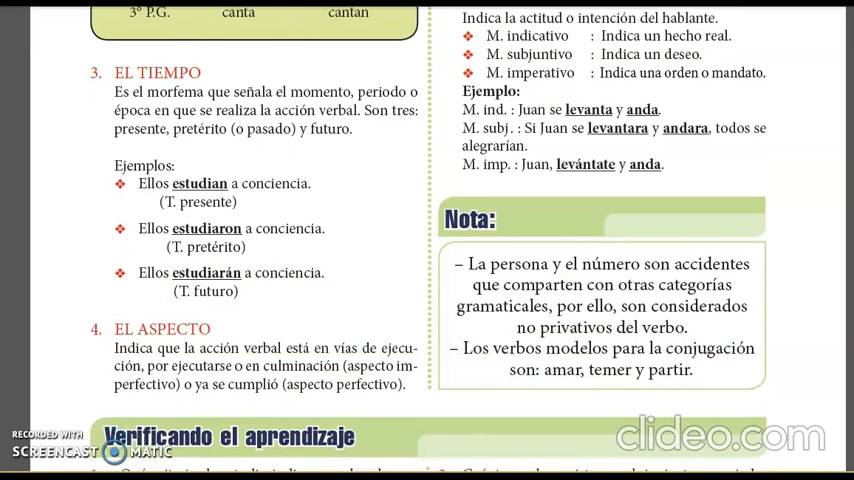 3° P.G. canta cantan
3. EL TIEMPO
Es el morfema que señala el momento, periodo o
época en que se realiza la acción verbal. Son tres:
presente, pretérito (o pasado) y futuro.
Ejemplos:
❖ Ellos estudian a conciencia.
(T. presente)
❖ Ellos estudiaron a conciencia.
(T. pretérito)
❖ Ellos estudiarán a conciencia.
(T. futuro)
4. EL ASPECTO
Indica que la acción verbal está en vías de ejecu-
ción, por ejecutarse o en culminación (aspecto im-
perfectivo) o ya se cumplió (aspecto perfectivo).
Indica la actitud o intención del hablante.
❖ M. indicativo : Indica un hecho real.
❖ M. subjuntivo : Indica un deseo.
❖ M. imperativo : Indica una orden o mandato.
Ejemplo:
M. ind. : Juan se levanta y anda.
M. subj. : Si Juan se levantara y andara, todos se
alegrarían.
M. imp. : Juan, levántate y anda.
Nota:
– La persona y el número son accidentes
que comparten con otras categorías
gramaticales, por ello, son considerados
no privativos del verbo.
– Los verbos modelos para la conjugación
son: amar, temer y partir.
Verificando el aprendizaje
RECORDED WITH
SCREENCAST MATIC
clideo.com